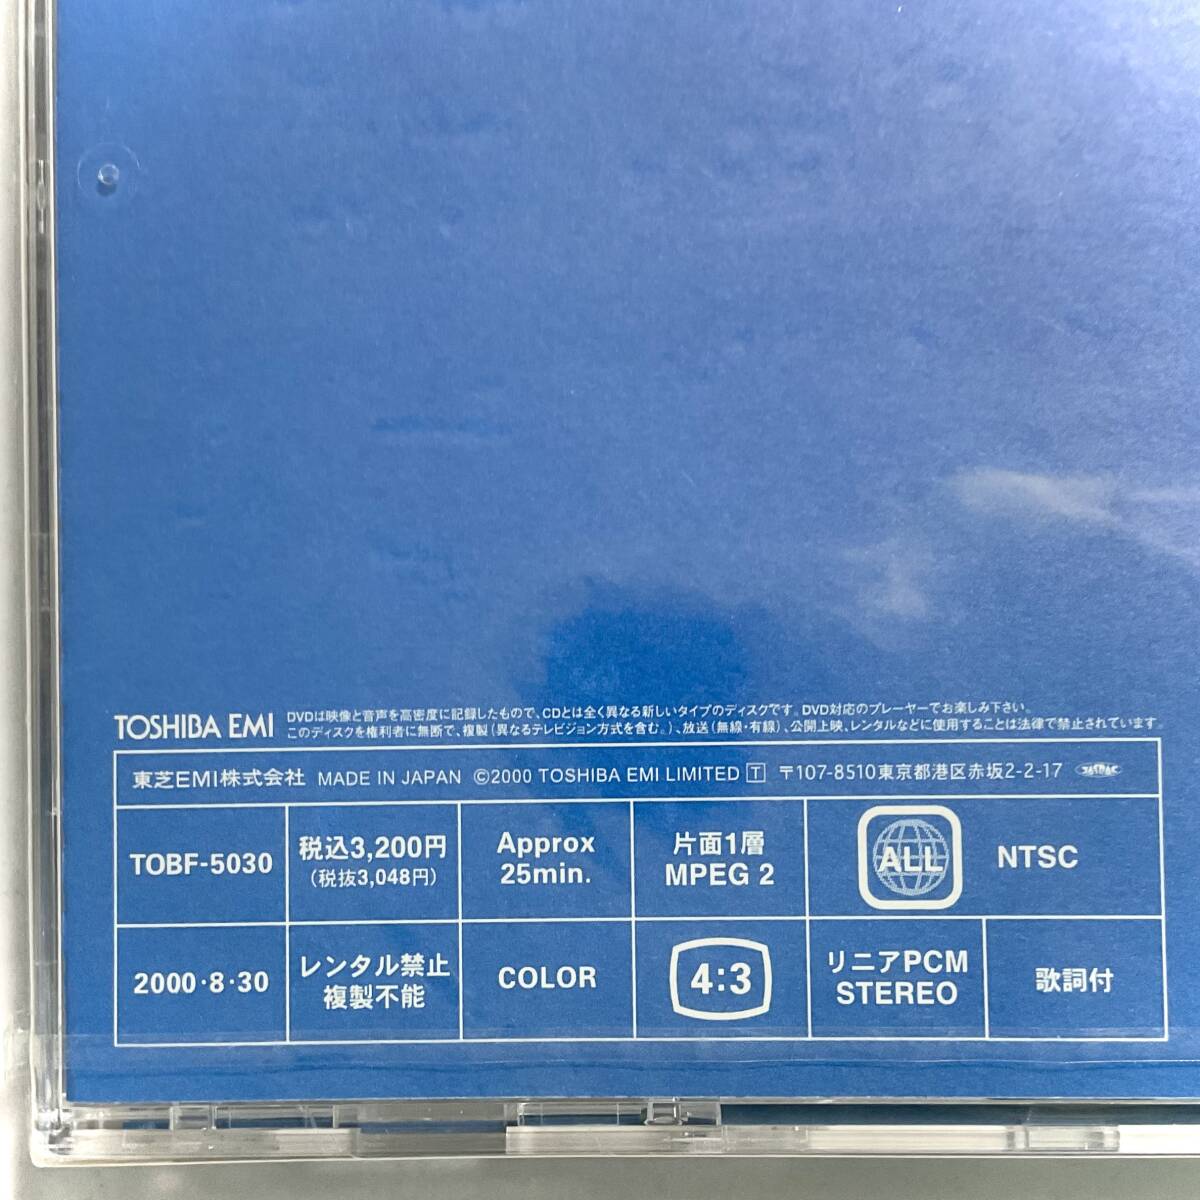 TOSHIBA EMI
DVDは映像と音声を高密度に記録したもので、CDとは全く異なる新しいタイプのディスクです。DVD対応のプレーヤーでお楽しみ下さい。
このディスクを権利者に無断で、複製(異なるテレビジョン方式を含む。)、放送(無線・有線)、公開上映、レンタルなどに使用することは法律で禁止されています。
東芝EMI株式会社 MADE IN JAPAN ©2000 TOSHIBA EMI LIMITED T 〒107-8510東京都港区赤坂2-2-17 JASRAC
TOBF-5030
税込3,200円
(税抜3,048円)
Approx
25min.
片面1層
MPEG 2
ALL
NTSC
2000・8・30
レンタル禁止
複製不能
COLOR
4:3
リニアPCM
STEREO
歌詞付